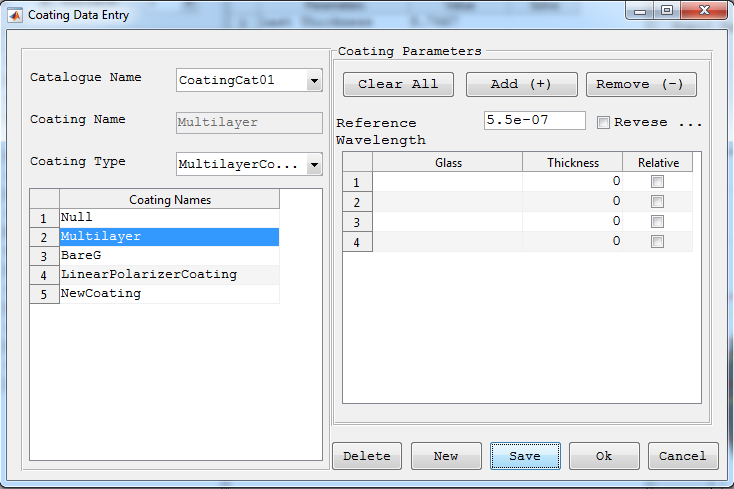 Coating Data Entry
Coating Parameters
Catalogue Name
CoatingCat01
Clear All
Add (+)
Remove (-)
Coating Name
Multilayer
Reference Wavelength
5.5e-07
Revese ...
Coating Type
MultilayerCo...
Coating Names
1 Null
2 Multilayer
3 BareG
4 LinearPolarizerCoating
5 NewCoating
Glass Thickness Relative
1 0
2 0
3 0
4 0
Delete
New
Save
Ok
Cancel